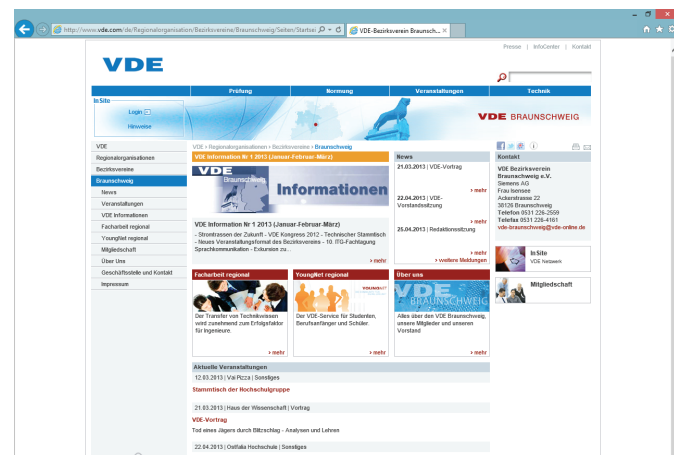 http://www.vde.com/de/Regionalorganisation/Bezirksvereine/Braunschweig/Seiten/Startsei
VDE-Bezirksverein Braunsch...
Presse | InfoCenter | Kontakt
VDE
Prüfung Normung Veranstaltungen Technik
InSite
Login
Hinweise
VDE BRAUNSCHWEIG
VDE
Regionalorganisationen
Bezirksvereine
Braunschweig
News
Veranstaltungen
VDE Informationen
Facharbeit regional
YoungNet regional
Mitgliedschaft
Über Uns
Geschäftsstelle und Kontakt
Impressum
VDE › Regionalorganisationen › Bezirksvereine › Braunschweig
VDE Information Nr 1 2013 (Januar-Februar-März)
VDE
Braunschweig
Informationen
VDE Information Nr 1 2013 (Januar-Februar-März)
- Stromtrassen der Zukunft - VDE Kongress 2012 - Technischer Stammtisch
- Neues Veranstaltungsformat des Bezirksvereins - 10. ITG-Fachtagung
Sprachkommunikation - Exkursion zu...
› mehr
News
21.03.2013 | VDE-Vortrag
› mehr
22.04.2013 | VDE-
Vorstandssitzung
› mehr
25.04.2013 | Redaktionssitzung
› mehr
› weitere Meldungen
Kontakt
VDE Bezirksverein
Braunschweig e.V.
Siemens AG
Frau Isensee
Ackerstrasse 22
38126 Braunschweig
Telefon 0531 226-2559
Telefax 0531 226-4161
vde-braunschweig@vde-online.de
InSite
VDE Netzwerk
Mitgliedschaft
Facharbeit regional
Der Transfer von Technikwissen
wird zunehmend zum Erfolgsfaktor
für Ingenieure.
› mehr
YoungNet regional
YOUNGNET
Der VDE-Service für Studenten,
Berufsanfänger und Schüler.
› mehr
Über uns
VDE
BRAUNSCHWEIG
Alles über den VDE Braunschweig,
unsere Mitglieder und unseren
Vorstand
› mehr
Aktuelle Veranstaltungen
12.03.2013 | Vai Pizza | Sonstiges
Stammtisch der Hochschulgruppe
21.03.2013 | Haus der Wissenschaft | Vortrag
VDE-Vortrag
Tod eines Jägers durch Blitzschlag - Analysen und Lehren
22.04.2013 | Ostfalia Hochschule | Sonstiges